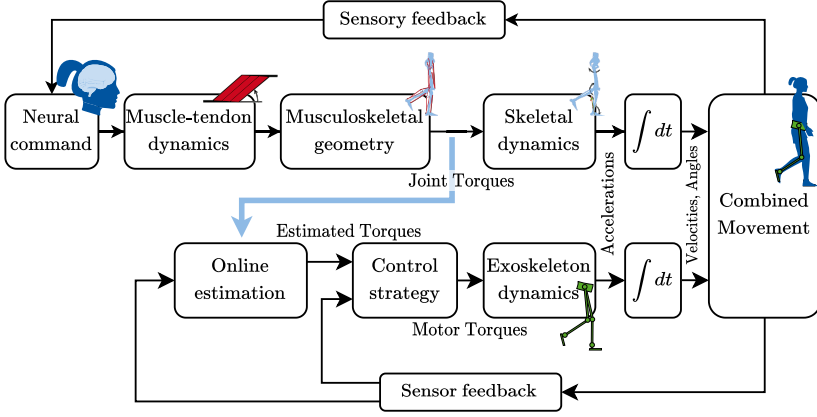 Sensory feedback
Neural
command
Muscle-tendon
dynamics
Musculoskeletal
geometry
Skeletal
dynamics
∫ dt
Joint Torques
Accelerations
Velocities, Angles
Combined
Movement
Estimated Torques
Online
estimation
Control
strategy
Exoskeleton
dynamics
∫ dt
Motor Torques
Sensor feedback